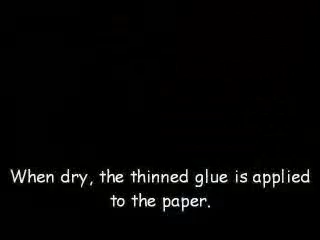 When dry, the thinned glue is applied
to the paper.